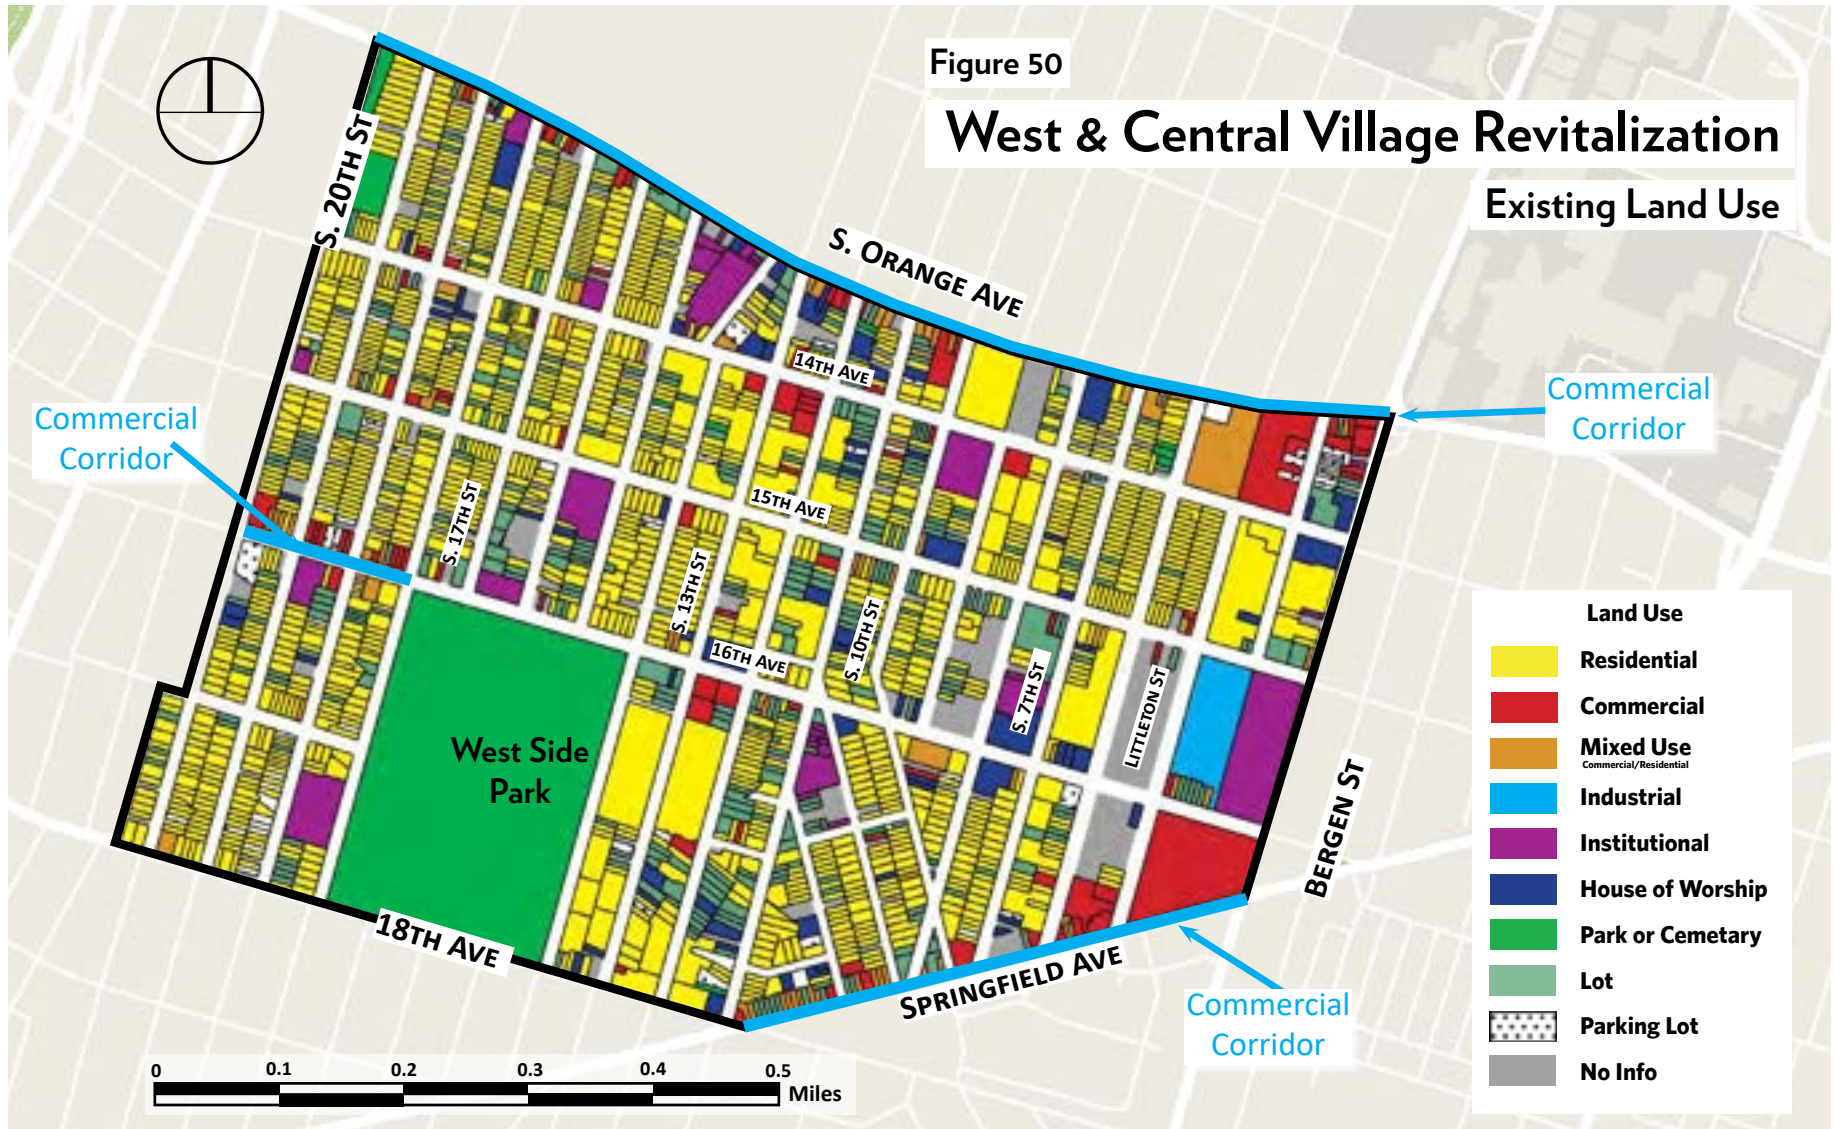 Figure 50
West & Central Village Revitalization
Existing Land Use
S. 20TH ST
S. ORANGE AVE
14TH AVE
Commercial
Corridor
Commercial
Corridor
15TH AVE
S. 17TH ST
S. 13TH ST
S. 10TH ST
16TH AVE
S. 7TH ST
LITTLETON ST
West Side
Park
BERGEN ST
18TH AVE
SPRINGFIELD AVE
Commercial
Corridor
Land Use
Residential
Commercial
Mixed Use
Commercial/Residential
Industrial
Institutional
House of Worship
Park or Cemetary
Lot
Parking Lot
No Info
0 0.1 0.2 0.3 0.4 0.5
Miles